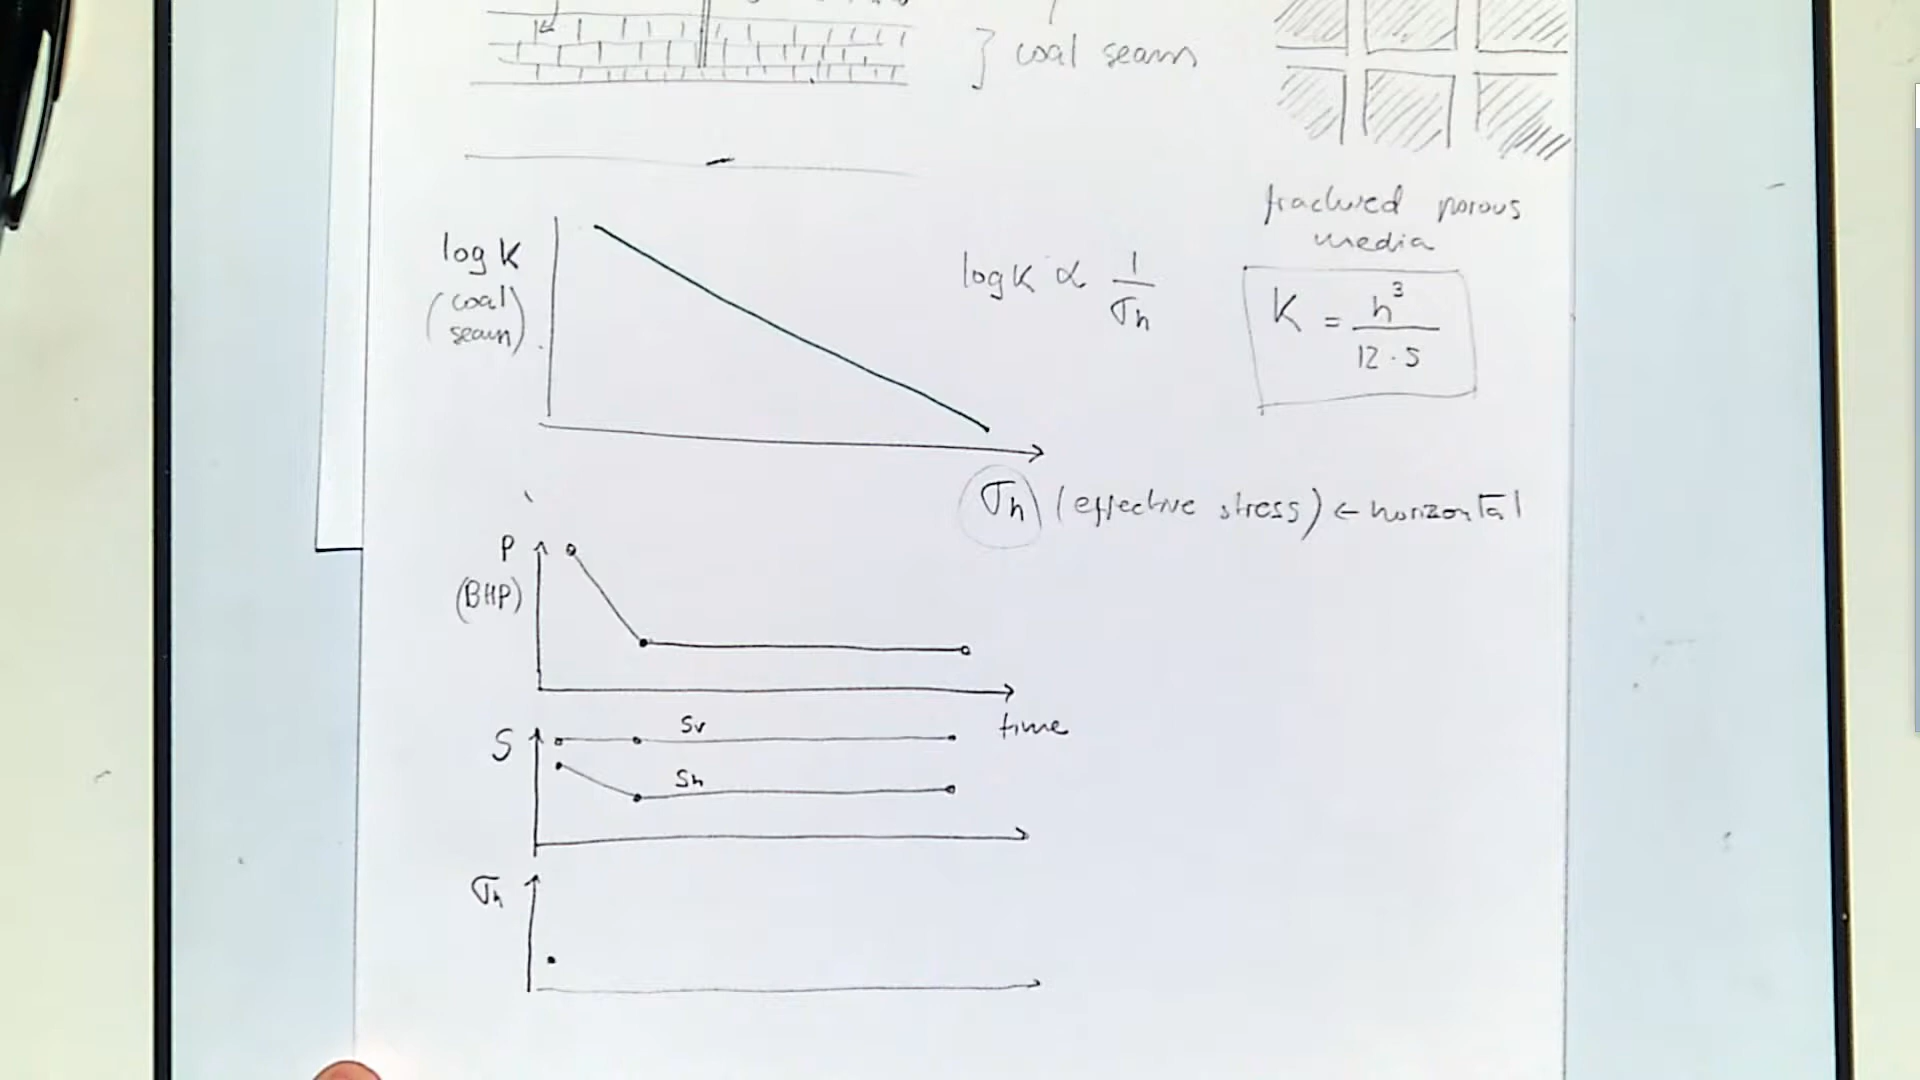 } coal seam
fractured porous
media
log K
(coal
seam)
log K ∝ 1/σh
K = h³/12·s
σh (effective stress) ← horizontal
P
(BHP)
time
S
Sv
Sh
σh